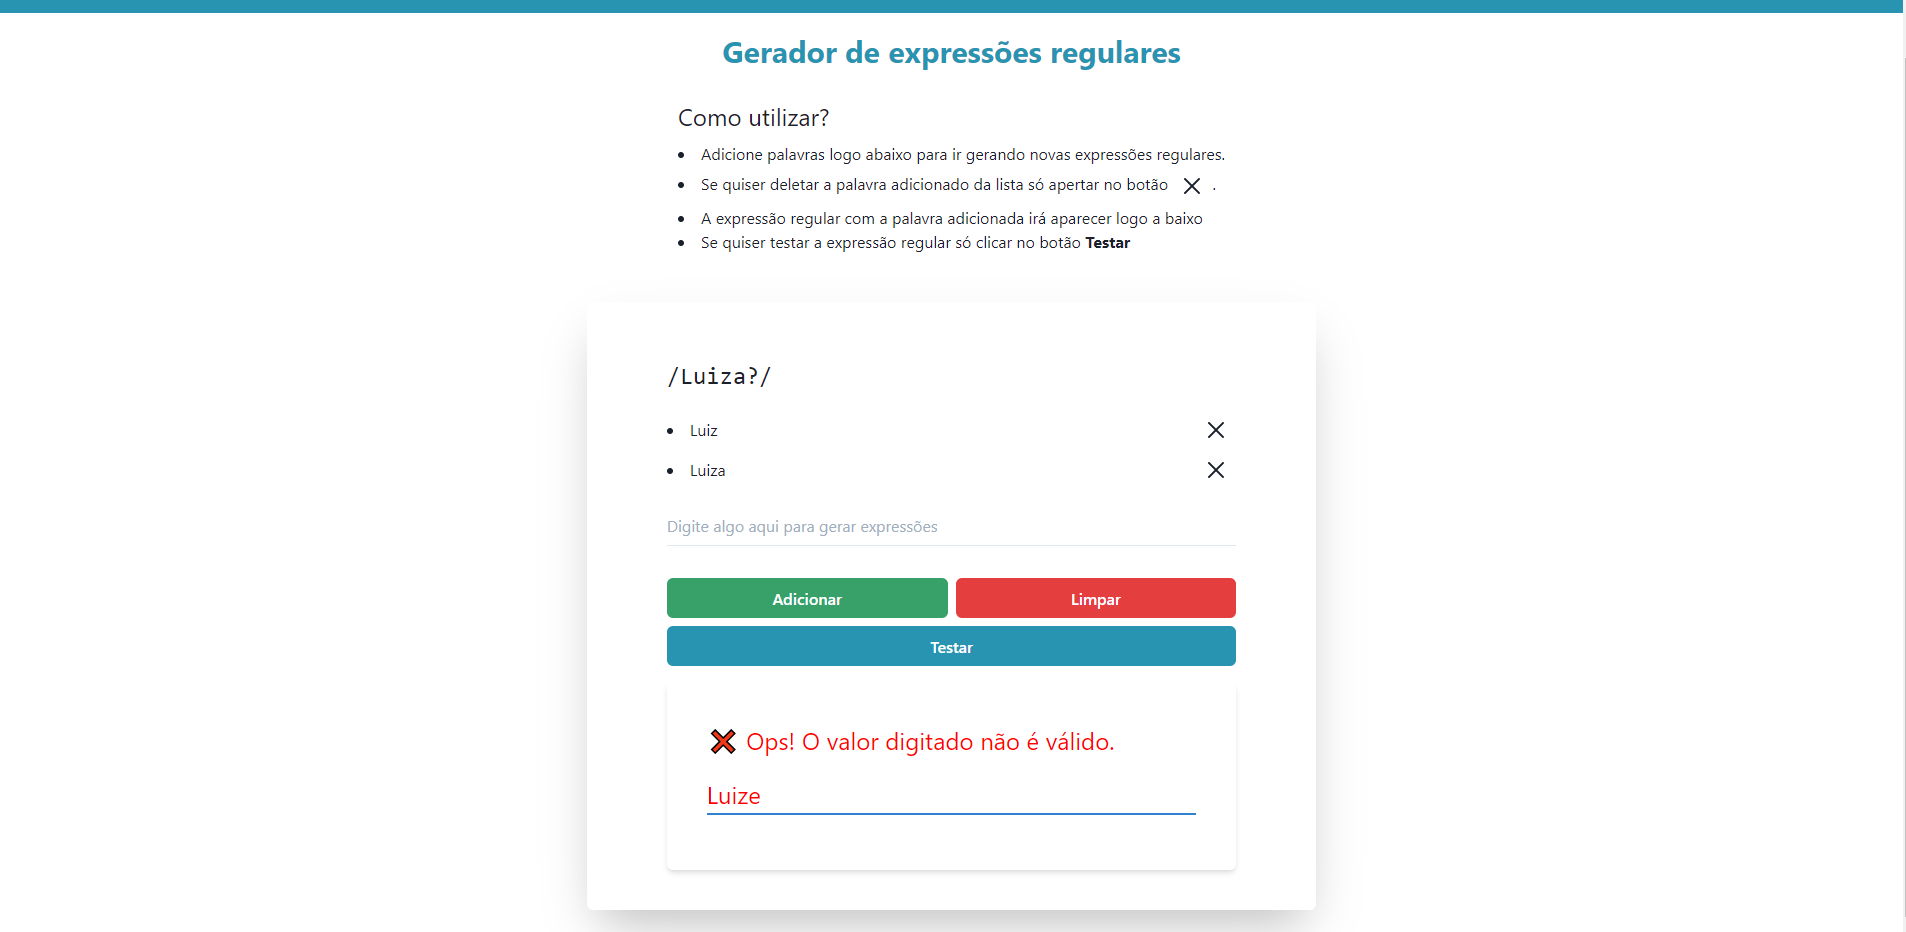 Gerador de expressões regulares
Como utilizar?
Adicione palavras logo abaixo para ir gerando novas expressões regulares.
Se quiser deletar a palavra adicionado da lista só apertar no botão .
A expressão regular com a palavra adicionada irá aparecer logo a baixo
Se quiser testar a expressão regular só clicar no botão Testar
/Luiza?/
Luiz
Luiza
Digite algo aqui para gerar expressões
Adicionar Limpar
Testar
Ops! O valor digitado não é válido.
Luize